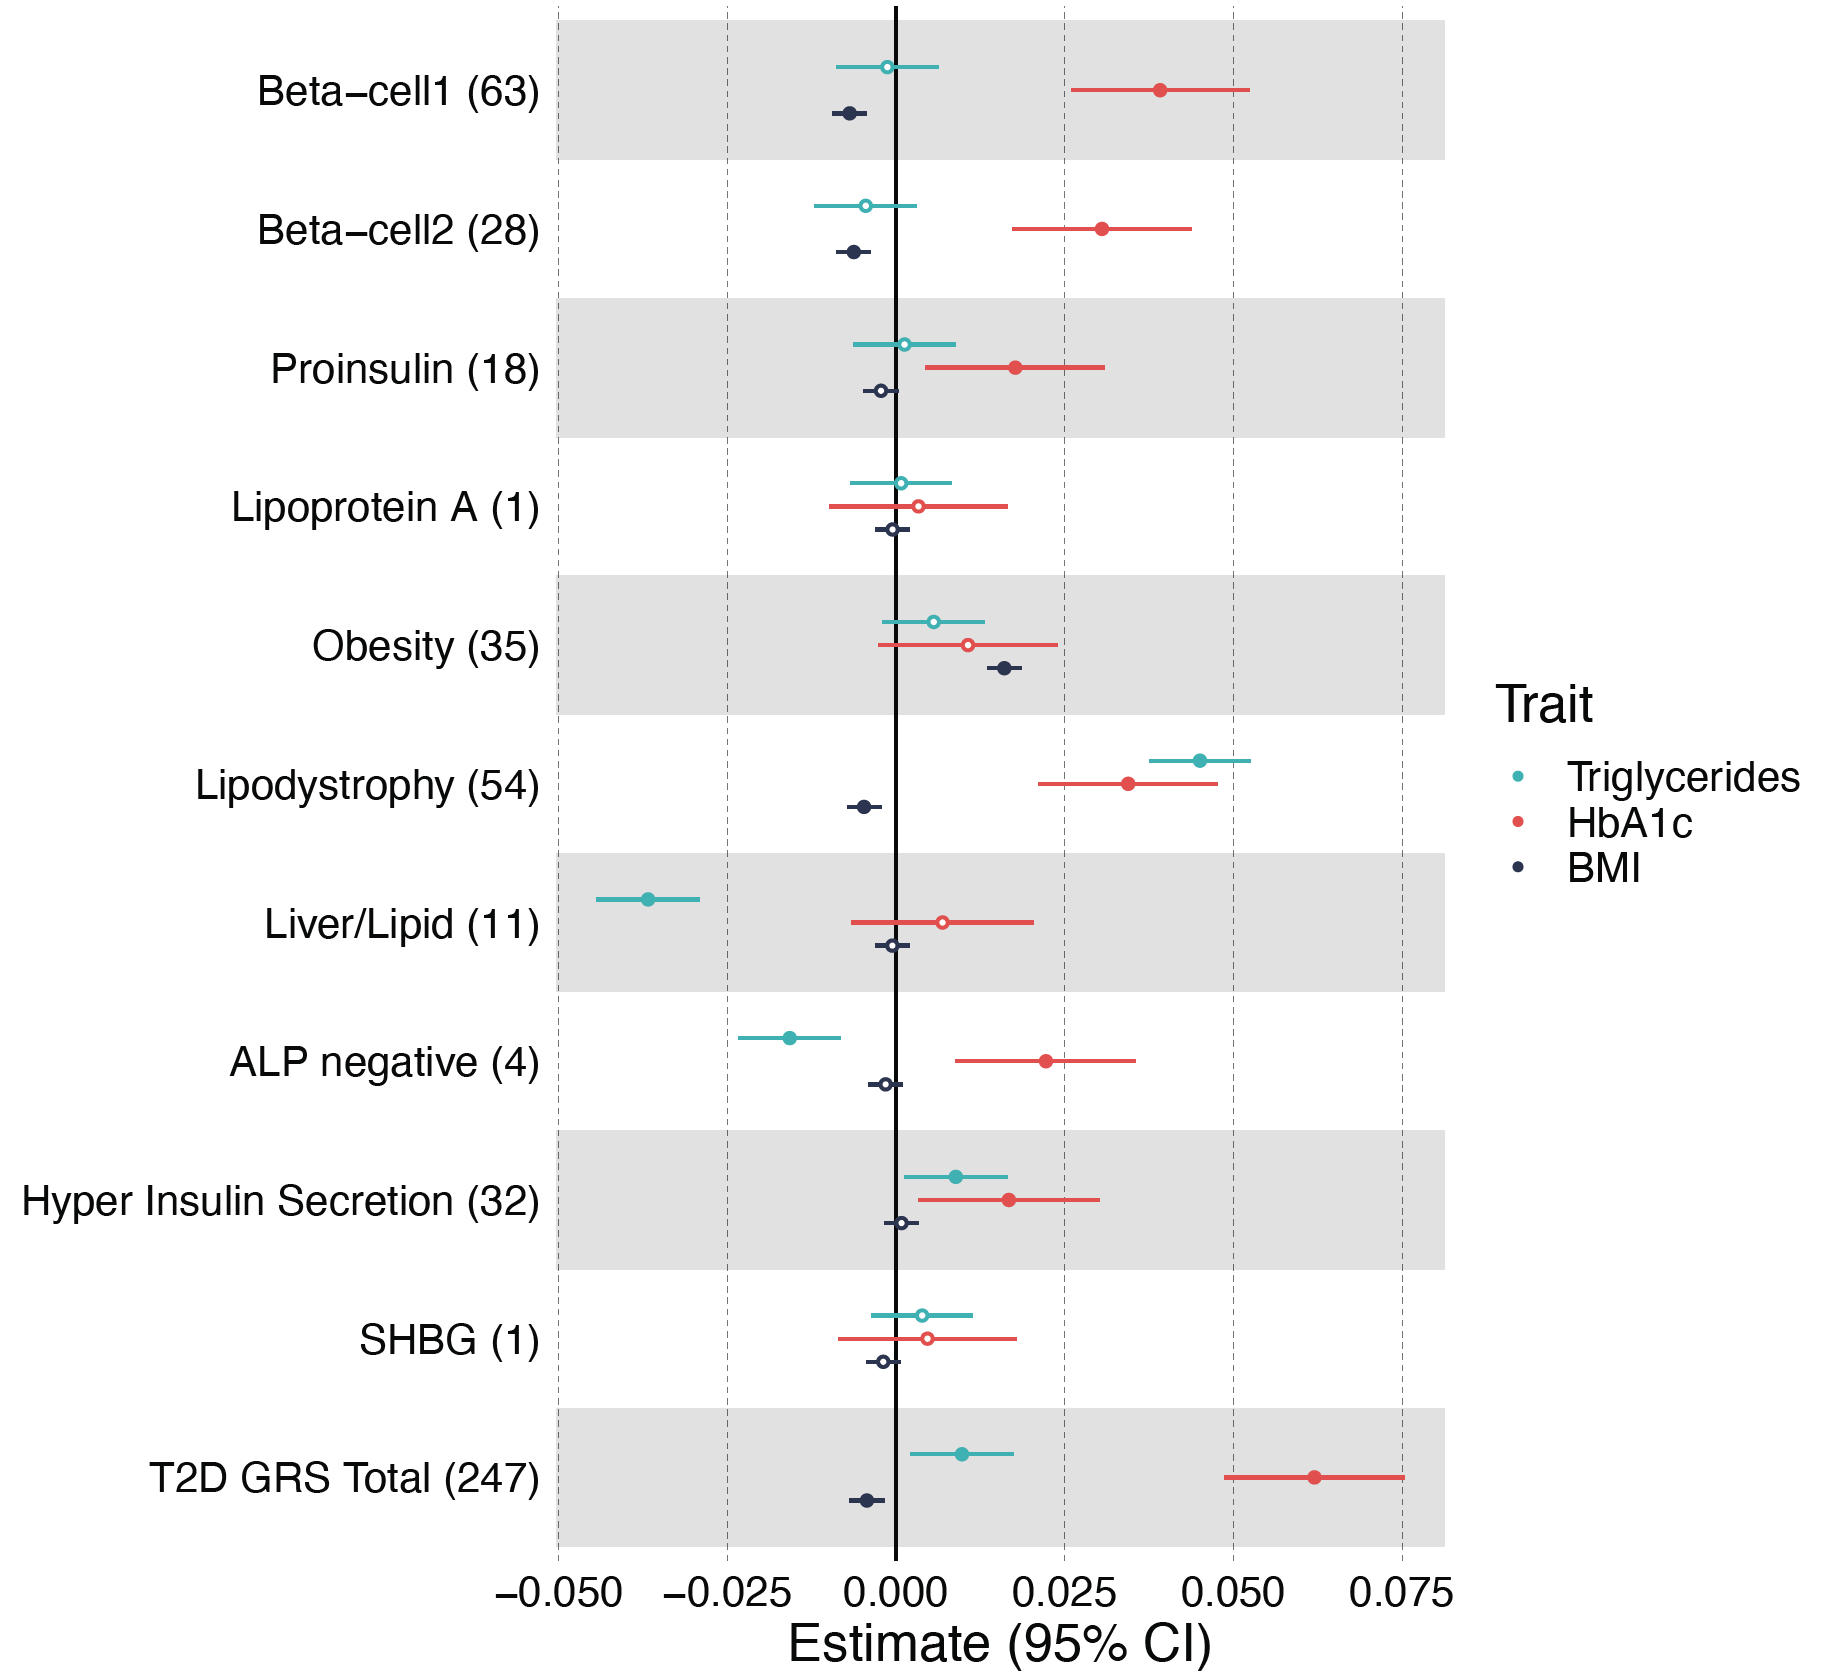 Beta−cell1 (63)
Beta−cell2 (28)
Proinsulin (18)
Lipoprotein A (1)
Obesity (35)
Lipodystrophy (54)
Liver/Lipid (11)
ALP negative (4)
Hyper Insulin Secretion (32)
SHBG (1)
T2D GRS Total (247)
−0.050 −0.025 0.000 0.025 0.050 0.075
Estimate (95% CI)
Trait
Triglycerides
HbA1c
BMI